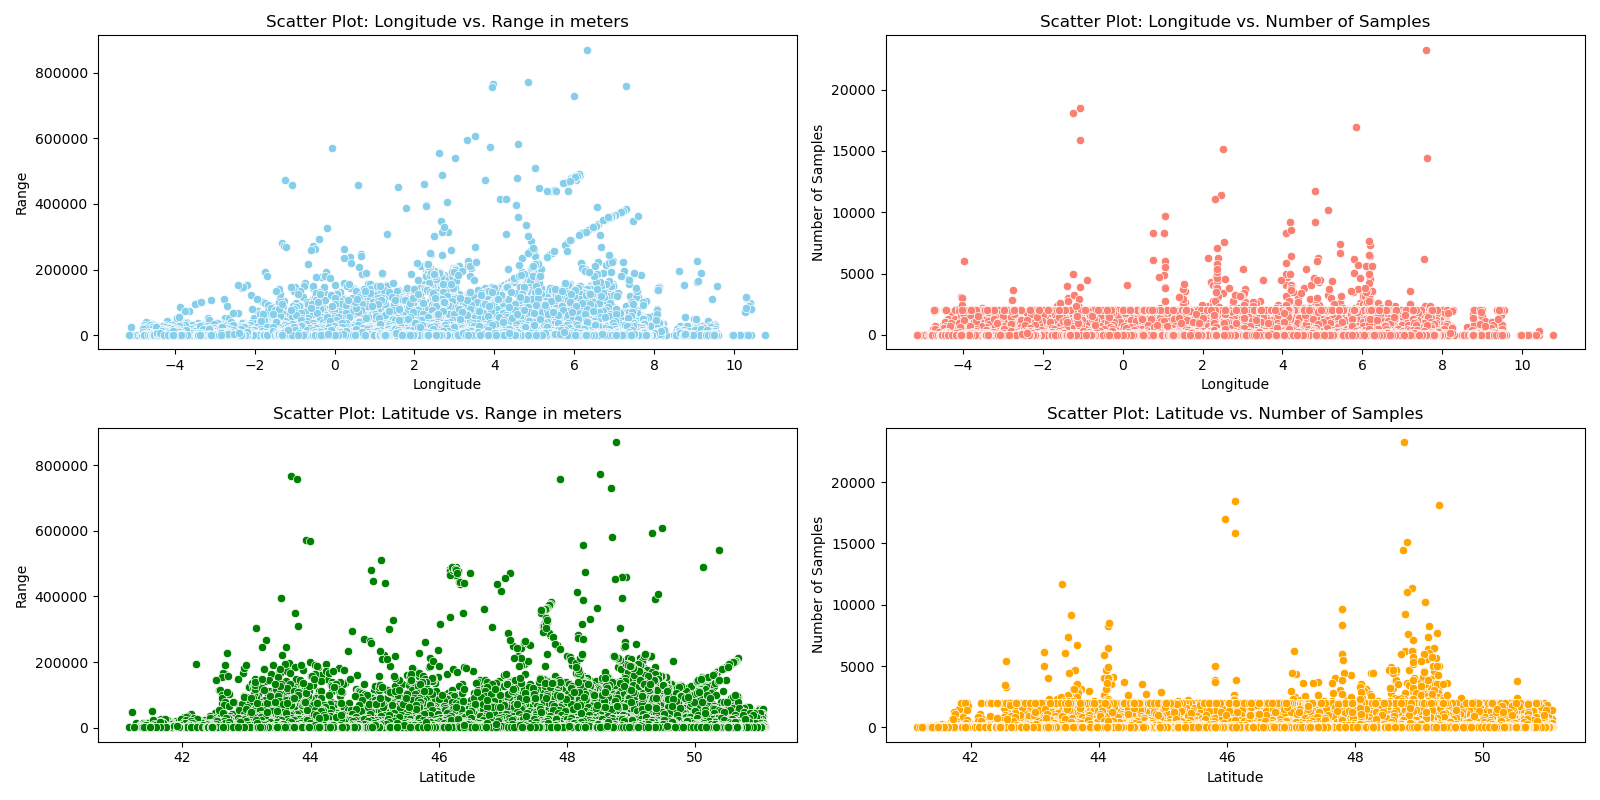 Scatter Plot: Longitude vs. Range in meters
Range
800000
600000
400000
200000
0
−4 −2 0 2 4 6 8 10
Longitude
Scatter Plot: Longitude vs. Number of Samples
Number of Samples
20000
15000
10000
5000
0
−4 −2 0 2 4 6 8 10
Longitude
Scatter Plot: Latitude vs. Range in meters
Range
800000
600000
400000
200000
0
42 44 46 48 50
Latitude
Scatter Plot: Latitude vs. Number of Samples
Number of Samples
20000
15000
10000
5000
0
42 44 46 48 50
Latitude